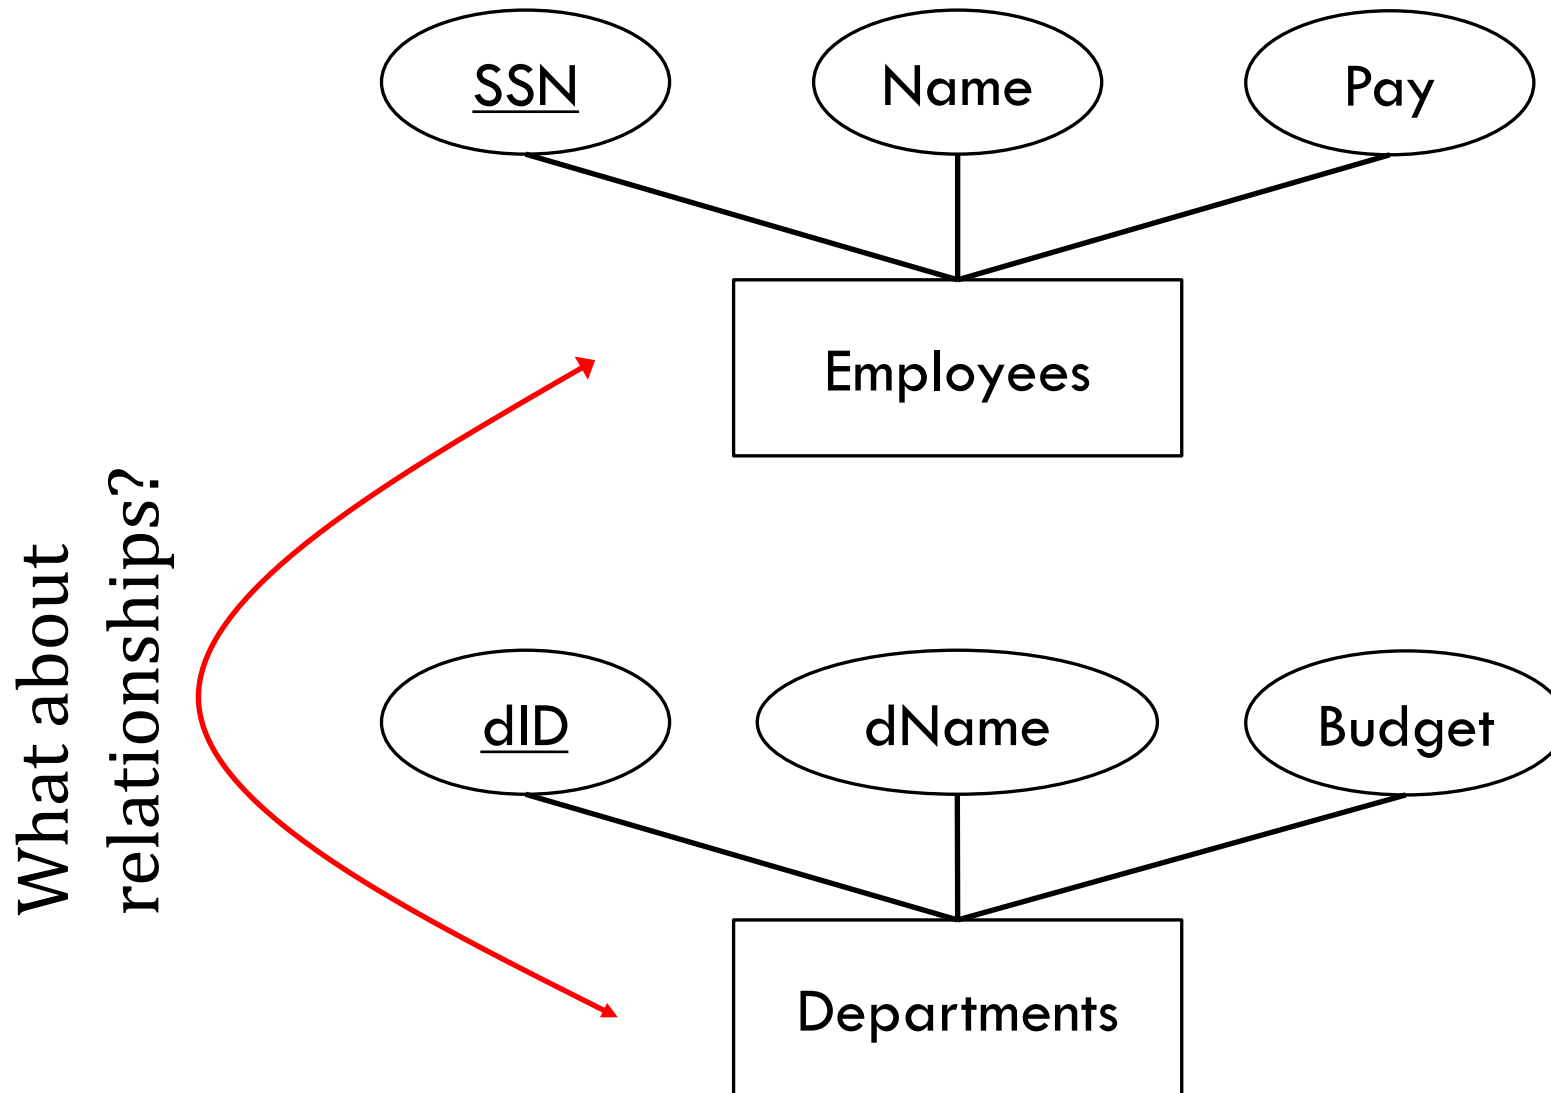 SSN
Name
Pay
Employees
What about
relationships?
dID
dName
Budget
Departments